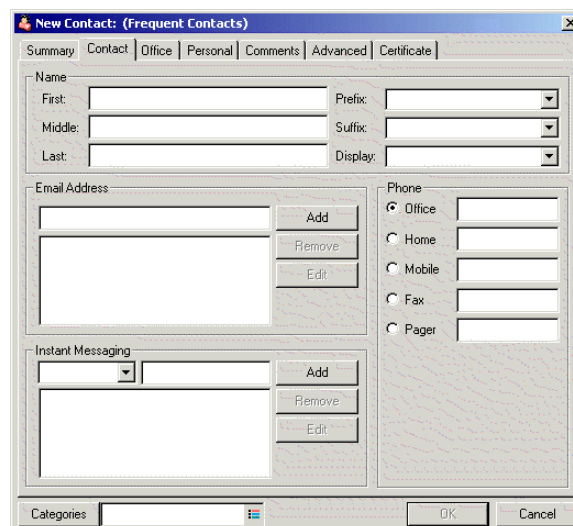 New Contact: (Frequent Contacts)
Summary Contact Office Personal Comments Advanced Certificate
Name
First: Prefix:
Middle: Suffix:
Last: Display:
Email Address Phone
Add Office
Remove Home
Edit Mobile
Fax
Pager
Instant Messaging
Add
Remove
Edit
Categories OK Cancel